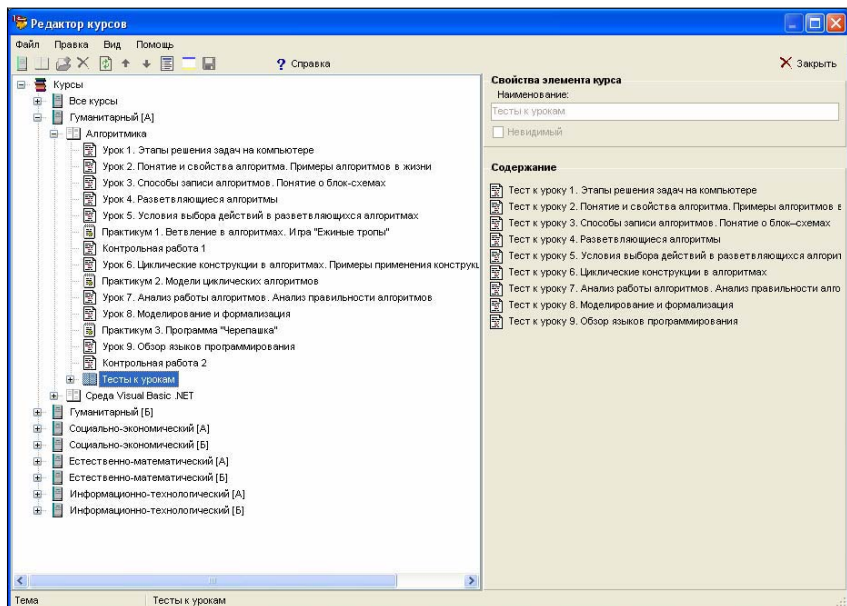 Редактор курсов
Файл Правка Вид Помощь
? Справка
Закрыть
Курсы
Все курсы
Гуманитарный [А]
Алгоритмика
Урок 1. Этапы решения задач на компьютере
Урок 2. Понятие и свойства алгоритма. Примеры алгоритмов в жизни
Урок 3. Способы записи алгоритмов. Понятие о блок-схемах
Урок 4. Разветвляющиеся алгоритмы
Урок 5. Условия выбора действий в разветвляющихся алгоритмах
Практикум 1. Ветвление в алгоритмах. Игра "Ежиные тропы"
Контрольная работа 1
Урок 6. Циклические конструкции в алгоритмах. Примеры применения конструкц
Практикум 2. Модели циклических алгоритмов
Урок 7. Анализ работы алгоритмов. Анализ правильности алгоритмов
Урок 8. Моделирование и формализация
Практикум 3. Программа "Черепашка"
Урок 9. Обзор языков программирования
Контрольная работа 2
Тесты к урокам
Среда Visual Basic .NET
Гуманитарный [Б]
Социально-экономический [А]
Социально-экономический [Б]
Естественно-математический [А]
Естественно-математический [Б]
Информационно-технологический [А]
Информационно-технологический [Б]
Свойства элемента курса
Наименование:
Тесты к урокам
Невидимый
Содержание
Тест к уроку 1. Этапы решения задач на компьютере
Тест к уроку 2. Понятие и свойства алгоритма. Примеры алгоритмов в
Тест к уроку 3. Способы записи алгоритмов. Понятие о блок–схемах
Тест к уроку 4. Разветвляющиеся алгоритмы
Тест к уроку 5. Условия выбора действий в разветвляющихся алгорит
Тест к уроку 6. Циклические конструкции в алгоритмах
Тест к уроку 7. Анализ работы алгоритмов. Анализ правильности алго
Тест к уроку 8. Моделирование и формализация
Тест к уроку 9. Обзор языков программирования
Тема Тесты к урокам